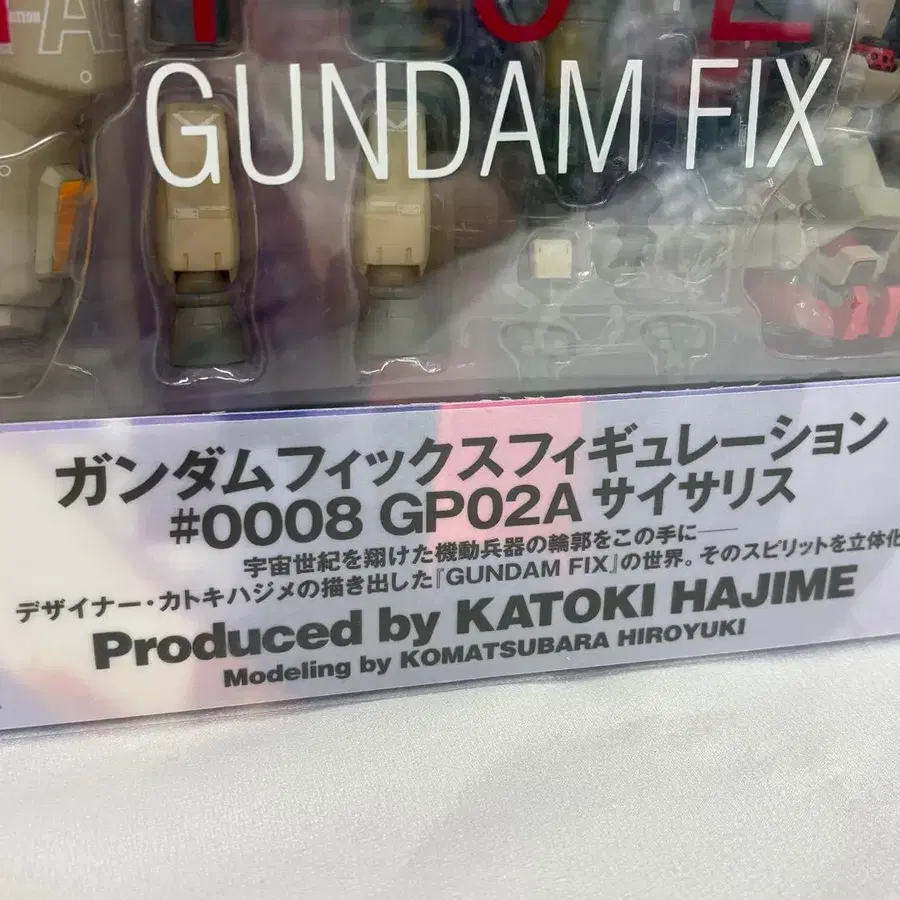 GUNDAM FIX
ガンダムフィックスフィギュレーション
#0008 GP02A サイサリス
宇宙世紀を翔けた機動兵器の輪郭をこの手に──
デザイナー・カトキハジメの描き出した『GUNDAM FIX』の世界。そのスピリットを立体化
Produced by KATOKI HAJIME
Modeling by KOMATSUBARA HIROYUKI